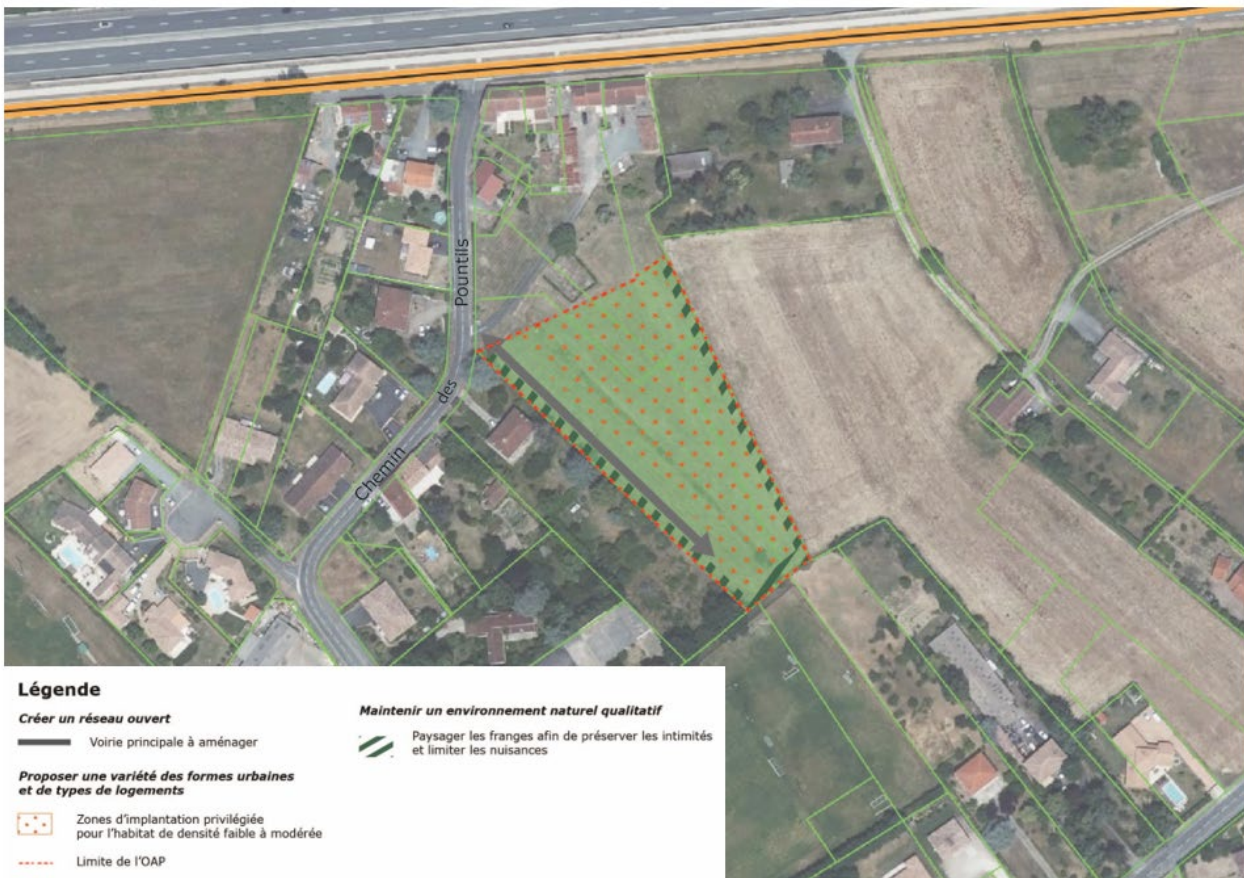 Pountils
des
Chemin
Légende
Créer un réseau ouvert
Voirie principale à aménager
Proposer une variété des formes urbaines
et de types de logements
Zones d'implantation privilégiée
pour l'habitat de densité faible à modérée
Limite de l'OAP
Maintenir un environnement naturel qualitatif
Paysager les franges afin de préserver les intimités
et limiter les nuisances